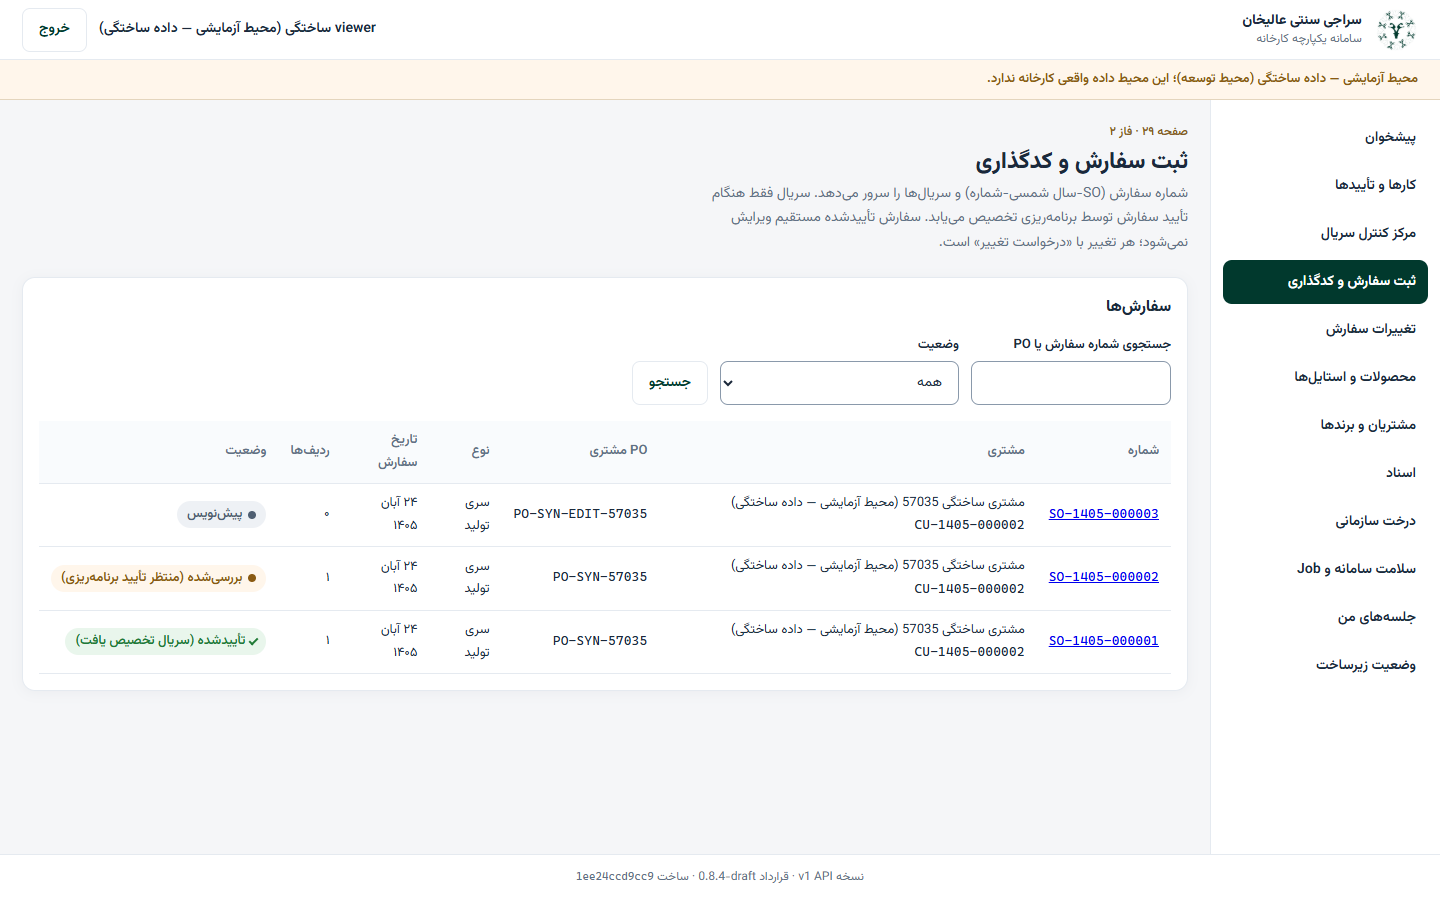 سراجی سنتی عالیخان
سامانه یکپارچه کارخانه
viewer ساختگی (محیط آزمایشی – داده ساختگی)
خروج
محیط آزمایشی – داده ساختگی (محیط توسعه)؛ این محیط داده واقعی کارخانه ندارد.
پیشخوان
کارها و تأییدها
مرکز کنترل سریال
ثبت سفارش و کدگذاری
تغییرات سفارش
محصولات و استایل‌ها
مشتریان و برندها
اسناد
درخت سازمانی
سلامت سامانه و Job
جلسه‌های من
وضعیت زیرساخت
صفحه ۲۹ · فاز ۲
ثبت سفارش و کدگذاری
شماره سفارش (SO-سال شمسی-شماره) و سریال‌ها را سرور می‌دهد. سریال فقط هنگام
تأیید سفارش توسط برنامه‌ریزی تخصیص می‌یابد. سفارش تأییدشده مستقیم ویرایش
نمی‌شود؛ هر تغییر با «درخواست تغییر» است.
سفارش‌ها
جستجوی شماره سفارش یا PO
وضعیت
همه
جستجو
شماره
مشتری
PO مشتری
نوع
تاریخ
سفارش
ردیف‌ها
وضعیت
SO-1405-000003
مشتری ساختگی 57035 (محیط آزمایشی – داده ساختگی)
CU-1405-000002
PO-SYN-EDIT-57035
سری
تولید
۲۴ آبان
۱۴۰۵
۰
پیش‌نویس
SO-1405-000002
مشتری ساختگی 57035 (محیط آزمایشی – داده ساختگی)
CU-1405-000002
PO-SYN-57035
سری
تولید
۲۴ آبان
۱۴۰۵
۱
بررسی‌شده (منتظر تأیید برنامه‌ریزی)
SO-1405-000001
مشتری ساختگی 57035 (محیط آزمایشی – داده ساختگی)
CU-1405-000002
PO-SYN-57035
سری
تولید
۲۴ آبان
۱۴۰۵
۱
تأییدشده (سریال تخصیص یافت)
نسخه v1 API · قرارداد 0.8.4-draft · ساخت 1ee24ccd9cc9